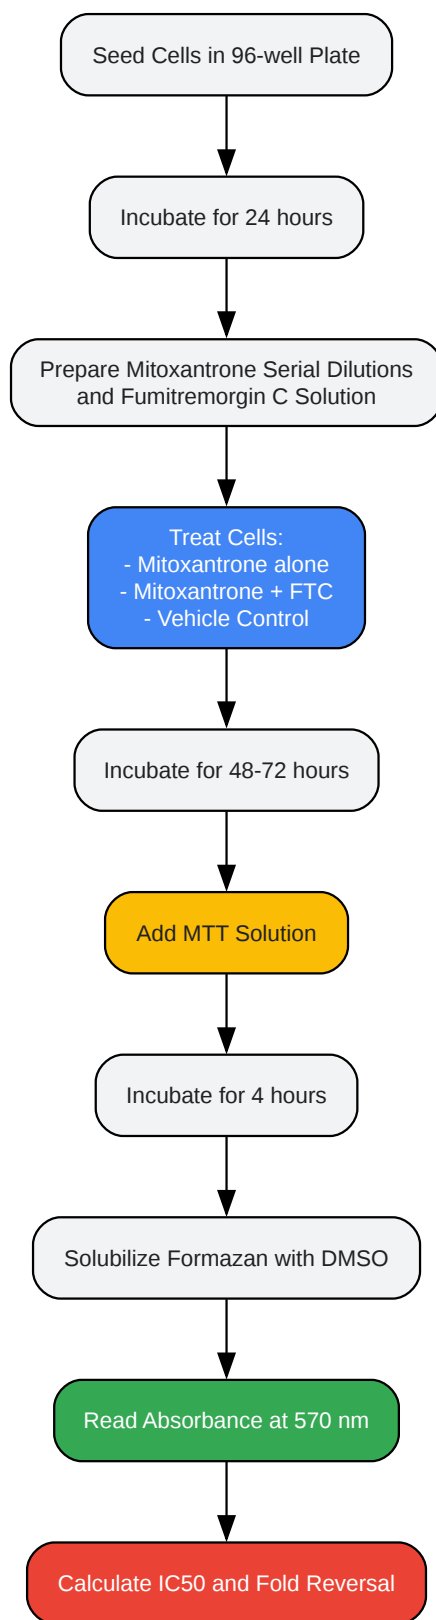 Seed Cells in 96-well Plate
Incubate for 24 hours
Prepare Mitoxantrone Serial Dilutions
and Fumitremorgin C Solution
Treat Cells:
- Mitoxantrone alone
- Mitoxantrone + FTC
- Vehicle Control
Incubate for 48-72 hours
Add MTT Solution
Incubate for 4 hours
Solubilize Formazan with DMSO
Read Absorbance at 570 nm
Calculate IC50 and Fold Reversal